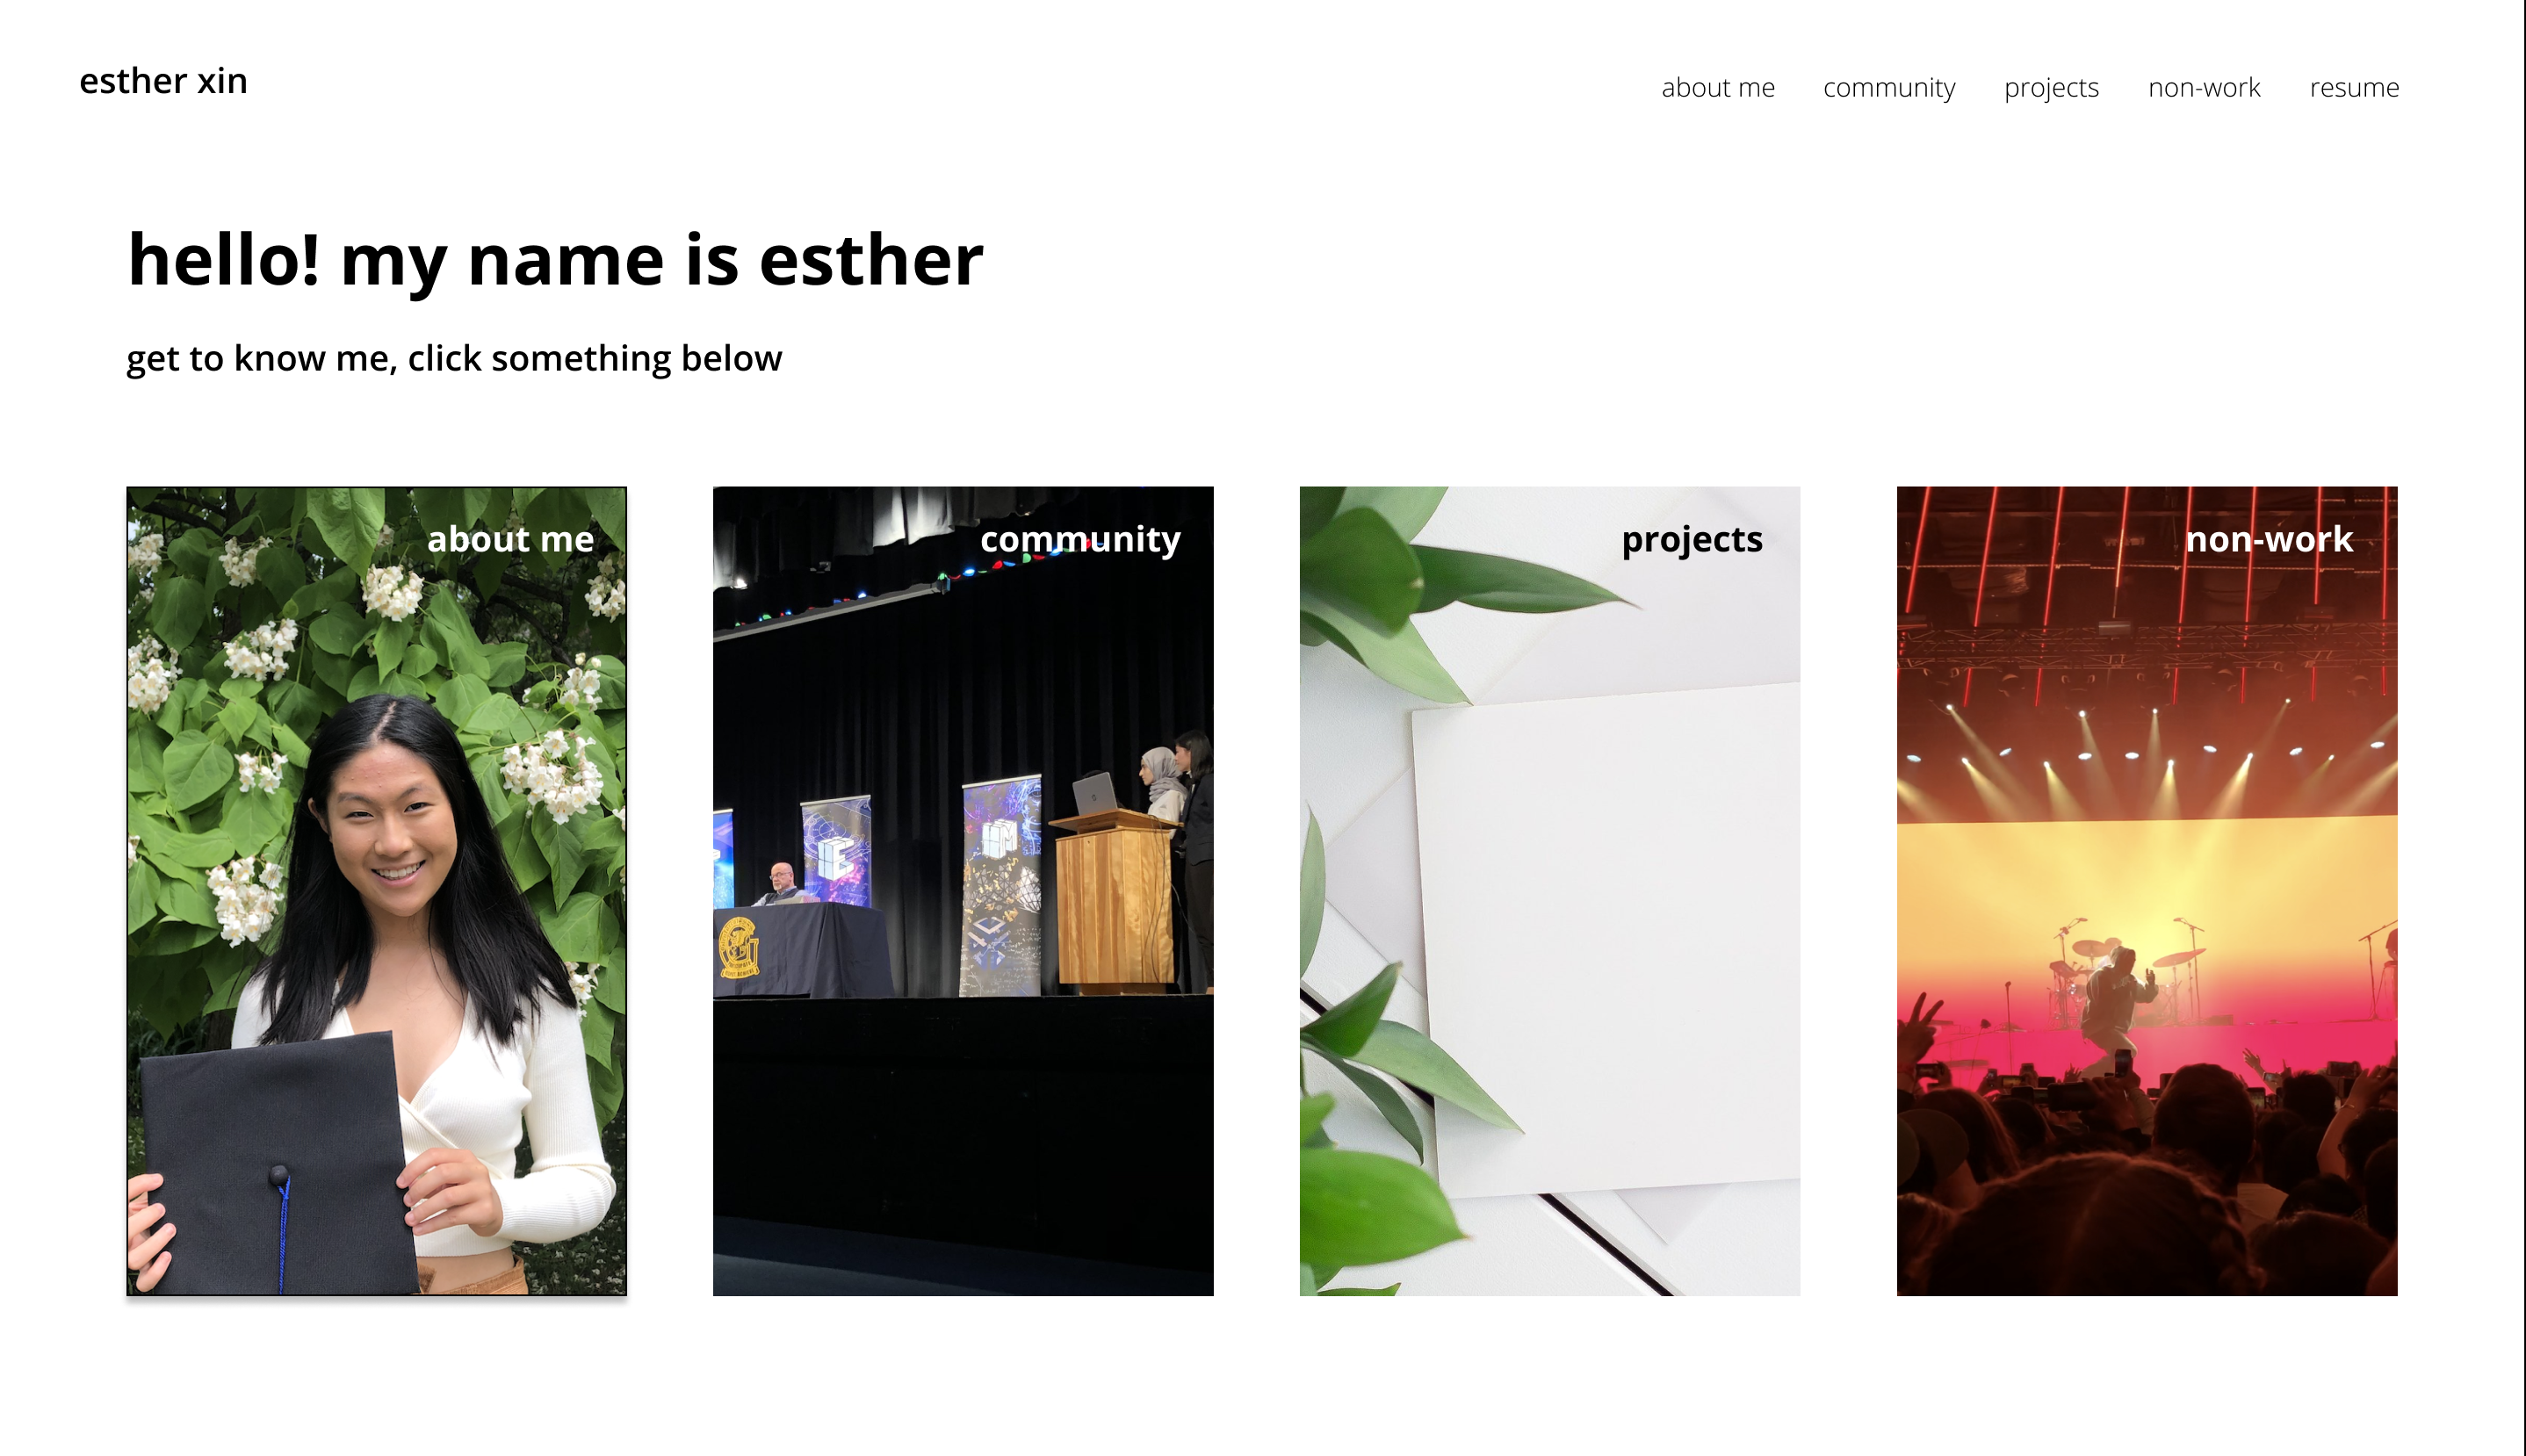 esther xin
about me community projects non-work resume
hello! my name is esther
get to know me, click something below
about me
community
projects
non-work
E
M